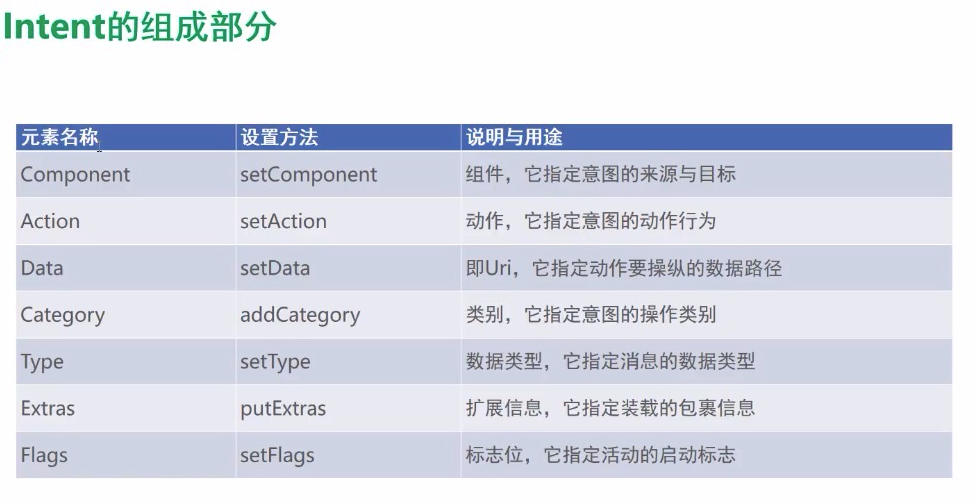 Intent的组成部分
元素名称 设置方法 说明与用途
Component setComponent 组件，它指定意图的来源与目标
Action setAction 动作，它指定意图的动作行为
Data setData 即Uri，它指定动作要操纵的数据路径
Category addCategory 类别，它指定意图的操作类别
Type setType 数据类型，它指定消息的数据类型
Extras putExtras 扩展信息，它指定装载的包裹信息
Flags setFlags 标志位，它指定活动的启动标志